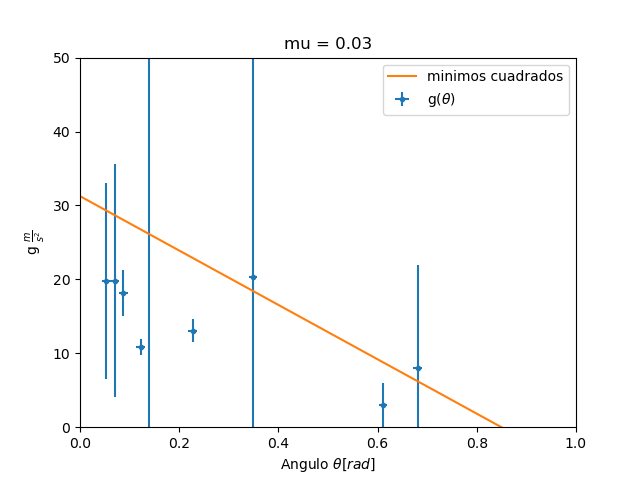 mu = 0.03
50
40
30
20
10
0
g m/s²
minimos cuadrados
g(θ)
0.0 0.2 0.4 0.6 0.8 1.0
Angulo θ[rad]